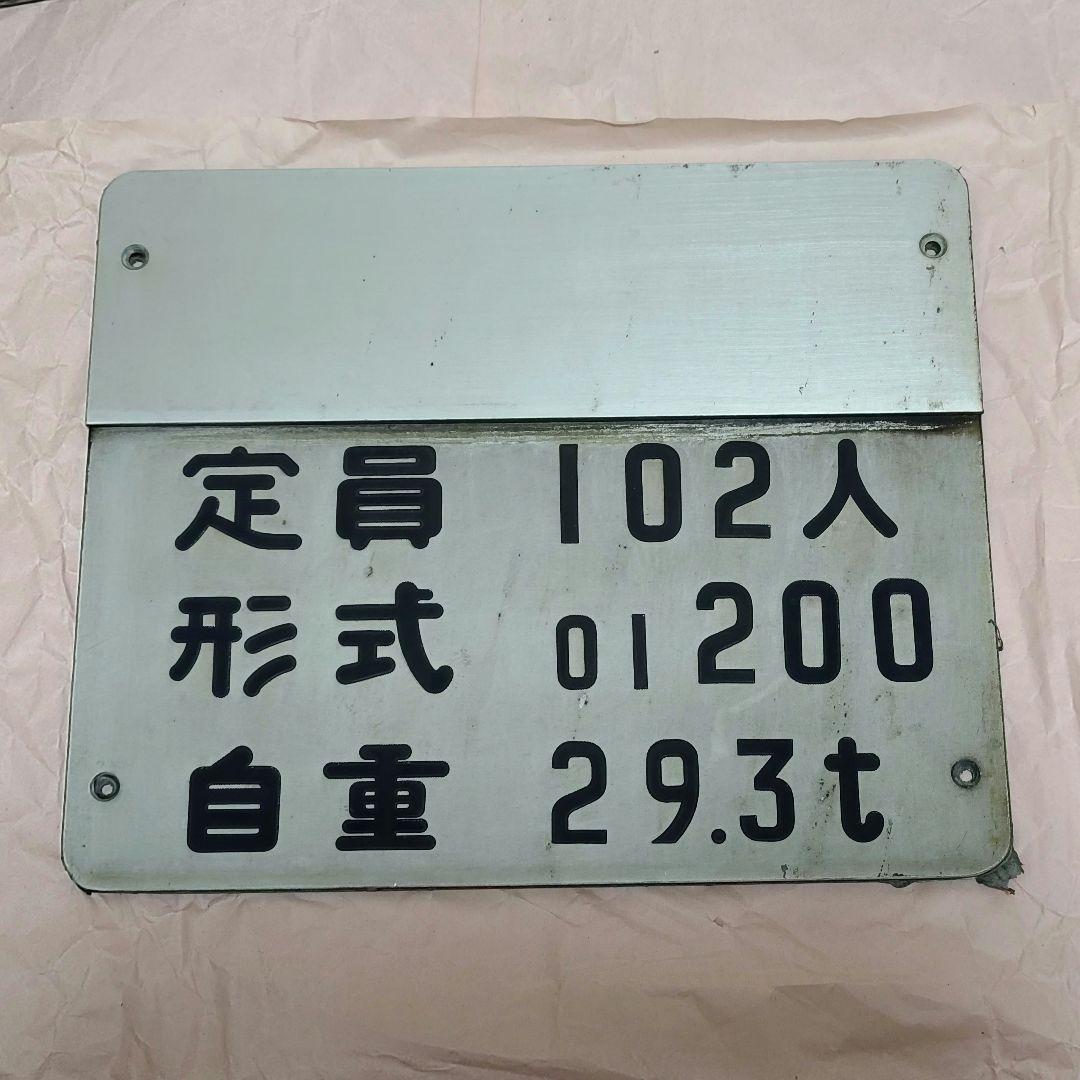 定員 102人
形式 01200
自重 29.3t